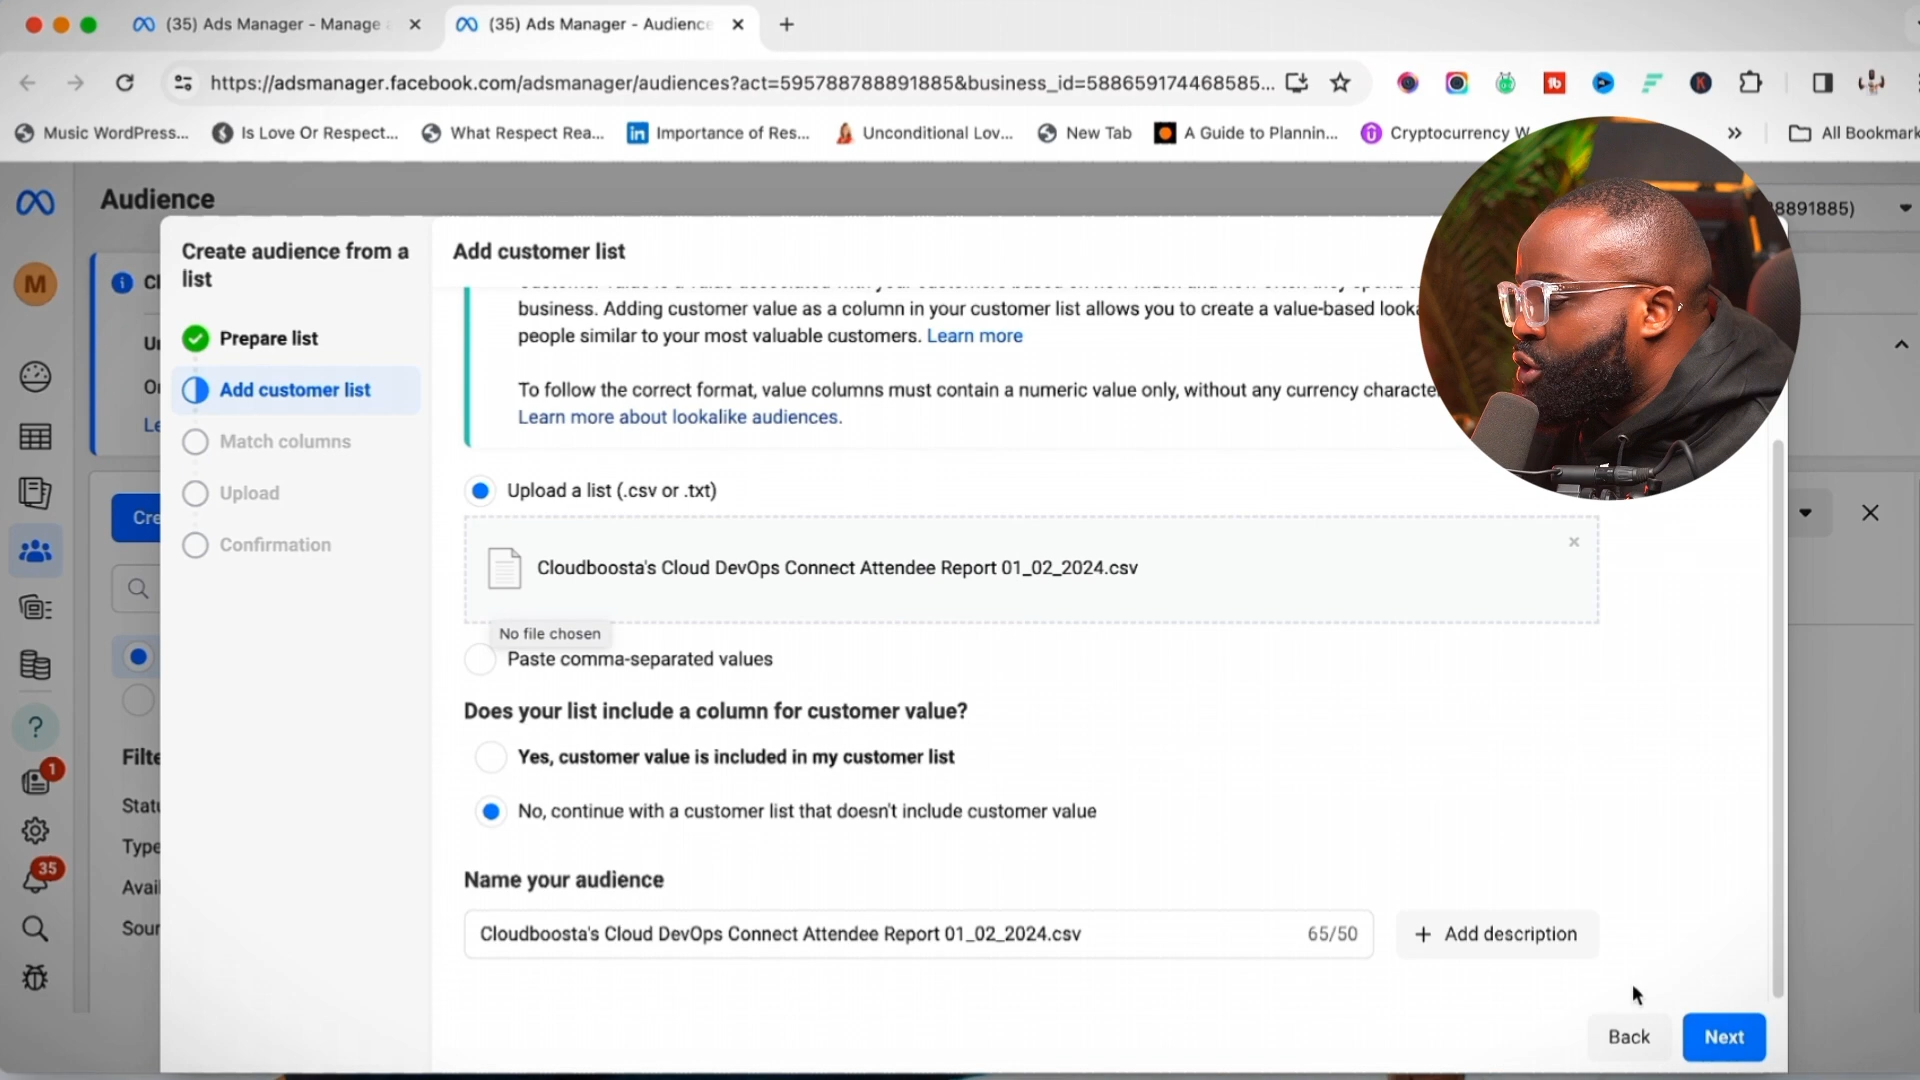 (35) Ads Manager - Manage
(35) Ads Manager - Audience
https://adsmanager.facebook.com/adsmanager/audiences?act=595788788891885&business_id=588659174468585...
Music WordPress...
Is Love Or Respect...
What Respect Rea...
Importance of Res...
Unconditional Lov...
New Tab
A Guide to Plannin...
Cryptocurrency W
All Bookmark
Audience
88891885)
Create audience from a
list
Prepare list
Add customer list
Match columns
Upload
Confirmation
Add customer list
business. Adding customer value as a column in your customer list allows you to create a value-based looka
people similar to your most valuable customers. Learn more
To follow the correct format, value columns must contain a numeric value only, without any currency characte
Learn more about lookalike audiences.
Upload a list (.csv or .txt)
Cloudboosta's Cloud DevOps Connect Attendee Report 01_02_2024.csv
No file chosen
Paste comma-separated values
Does your list include a column for customer value?
Yes, customer value is included in my customer list
No, continue with a customer list that doesn't include customer value
Name your audience
Cloudboosta's Cloud DevOps Connect Attendee Report 01_02_2024.csv
65/50
+ Add description
Back
Next
M
Cre
Filte
Statu
Type
Avail
Sour
?
1
35